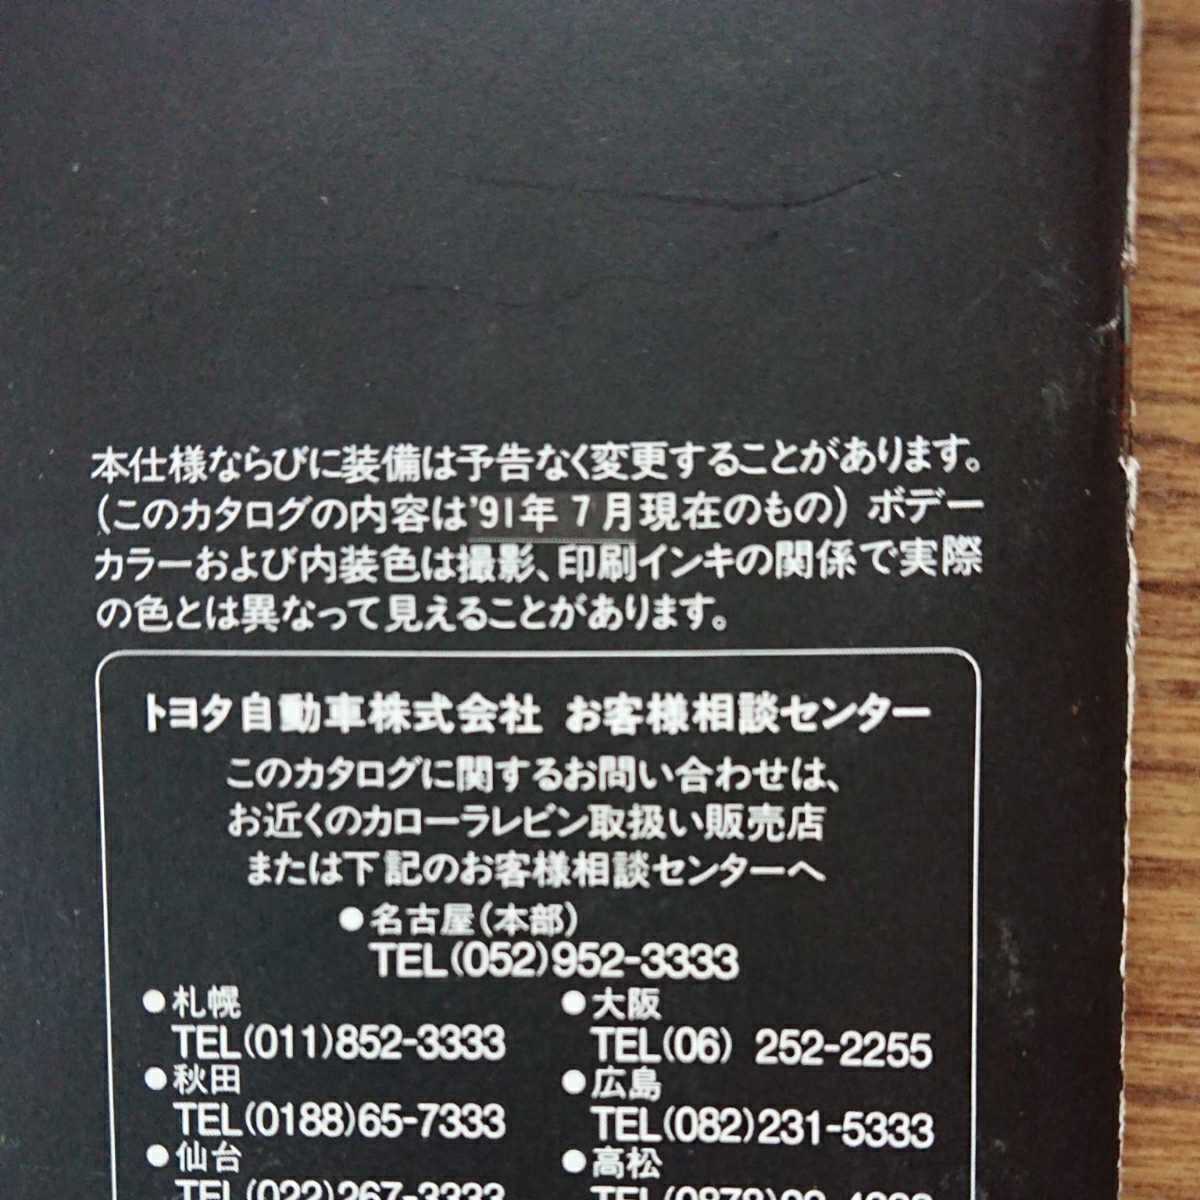 本仕様ならびに装備は予告なく変更することがあります。
(このカタログの内容は'91年 7月現在のもの) ボデー
カラーおよび内装色は撮影、印刷インキの関係で実際
の色とは異なって見えることがあります。
トヨタ自動車株式会社 お客様相談センター
このカタログに関するお問い合わせは、
お近くのカローラレビン取扱い販売店
または下記のお客様相談センターへ
●名古屋(本部)
TEL(052)952-3333
●札幌
TEL(011)852-3333
●秋田
TEL(0188)65-7333
●仙台
TEL(022)267-3333
●大阪
TEL(06) 252-2255
●広島
TEL(082)231-5333
●高松